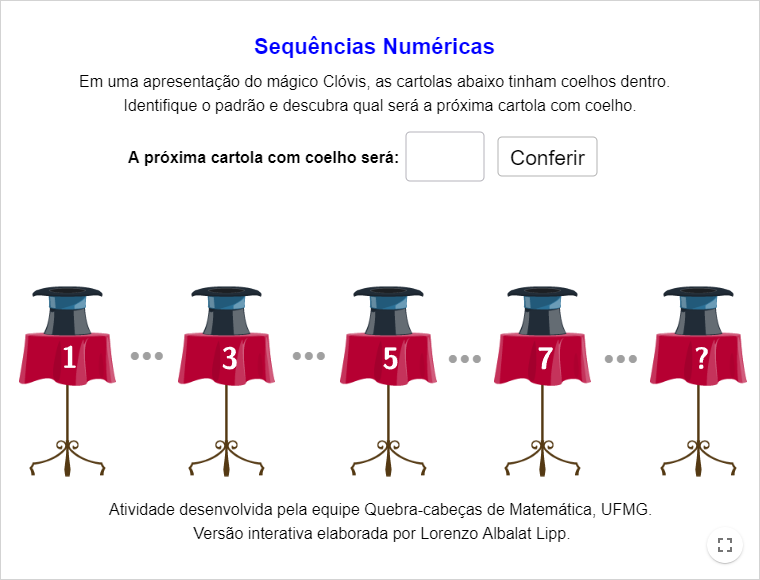 Sequências Numéricas
Em uma apresentação do mágico Clóvis, as cartolas abaixo tinham coelhos dentro.
Identifique o padrão e descubra qual será a próxima cartola com coelho.
A próxima cartola com coelho será: Conferir
1 ••• 3 ••• 5 ••• 7 ••• ?
Atividade desenvolvida pela equipe Quebra-cabeças de Matemática, UFMG.
Versão interativa elaborada por Lorenzo Albalat Lipp.